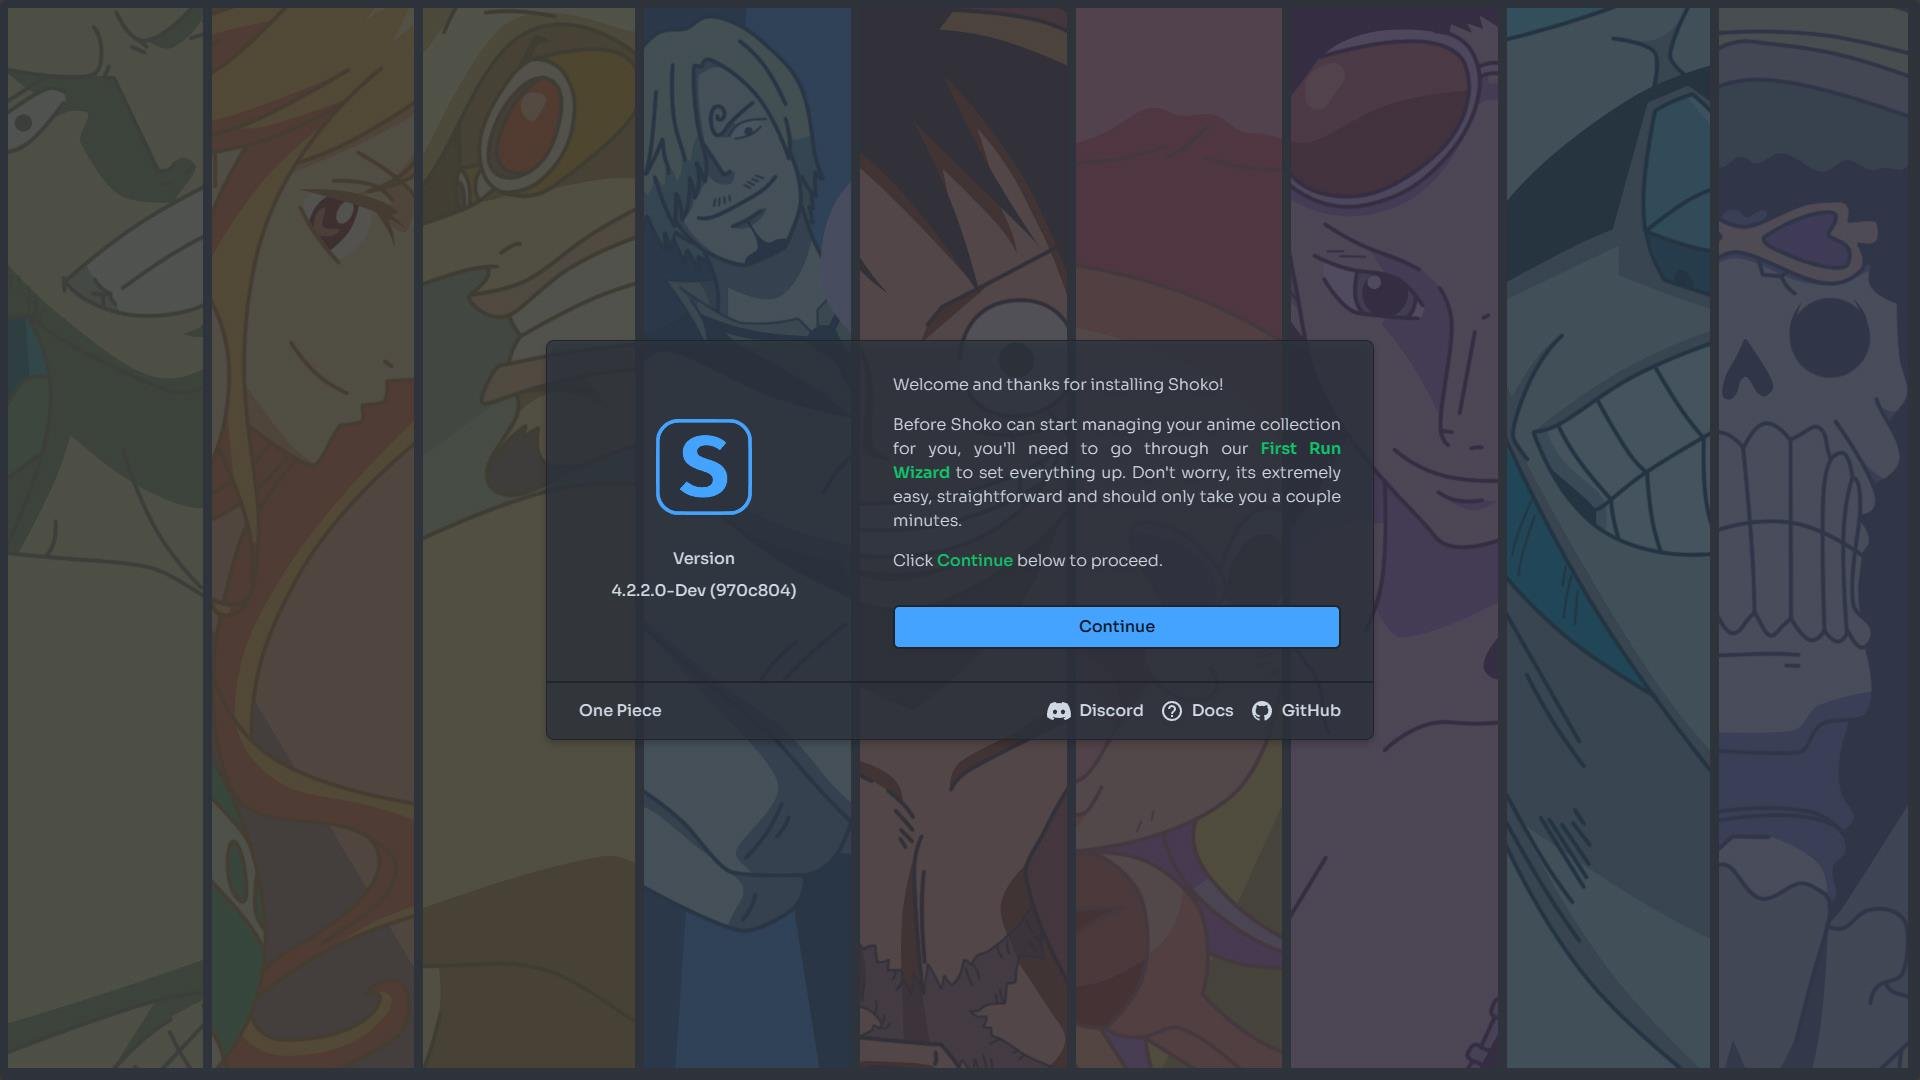 S
Version
4.2.2.0-Dev (970c804)
Welcome and thanks for installing Shoko!
Before Shoko can start managing your anime collection
for you, you'll need to go through our First Run
Wizard to set everything up. Don't worry, its extremely
easy, straightforward and should only take you a couple
minutes.
Click Continue below to proceed.
Continue
One Piece
Discord
Docs
GitHub